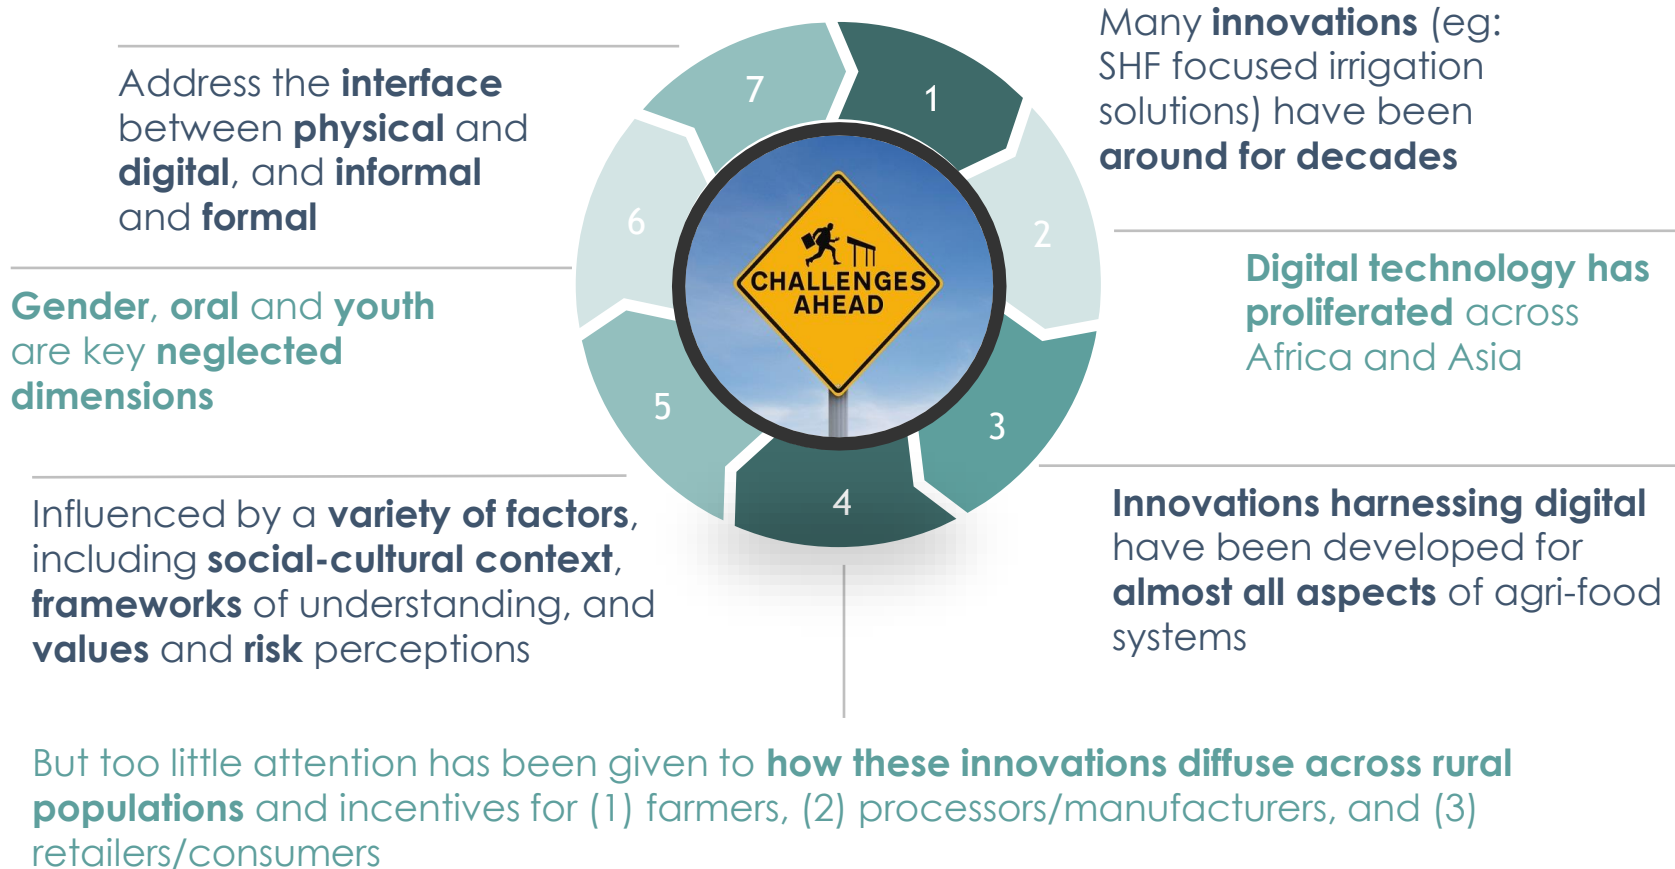 Many innovations (eg:
SHF focused irrigation
solutions) have been
around for decades
Digital technology has
proliferated across
Africa and Asia
Innovations harnessing digital
have been developed for
almost all aspects of agri-food
systems
But too little attention has been given to how these innovations diffuse across rural
populations and incentives for (1) farmers, (2) processors/manufacturers, and (3)
retailers/consumers
Influenced by a variety of factors,
including social-cultural context,
frameworks of understanding, and
values and risk perceptions
Gender, oral and youth
are key neglected
dimensions
Address the interface
between physical and
digital, and informal
and formal
1
2
3
4
5
6
7
CHALLENGES
AHEAD